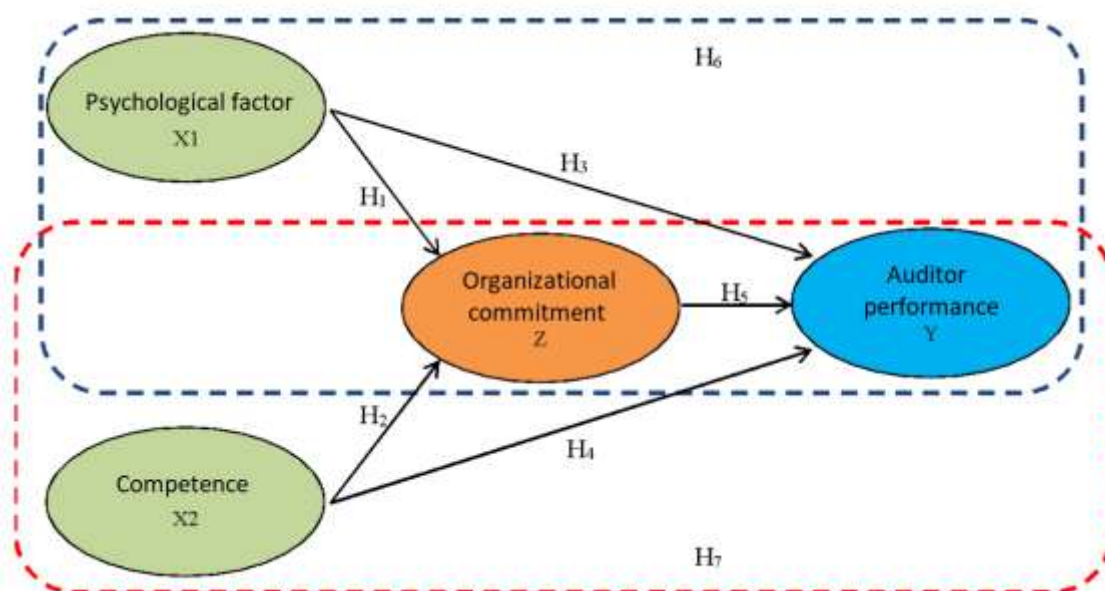 H₆
Psychological factor
X1
H₃
H₁
Organizational
commitment
Z
H₅
Auditor
performance
Y
H₂
H₄
Competence
X2
H₇